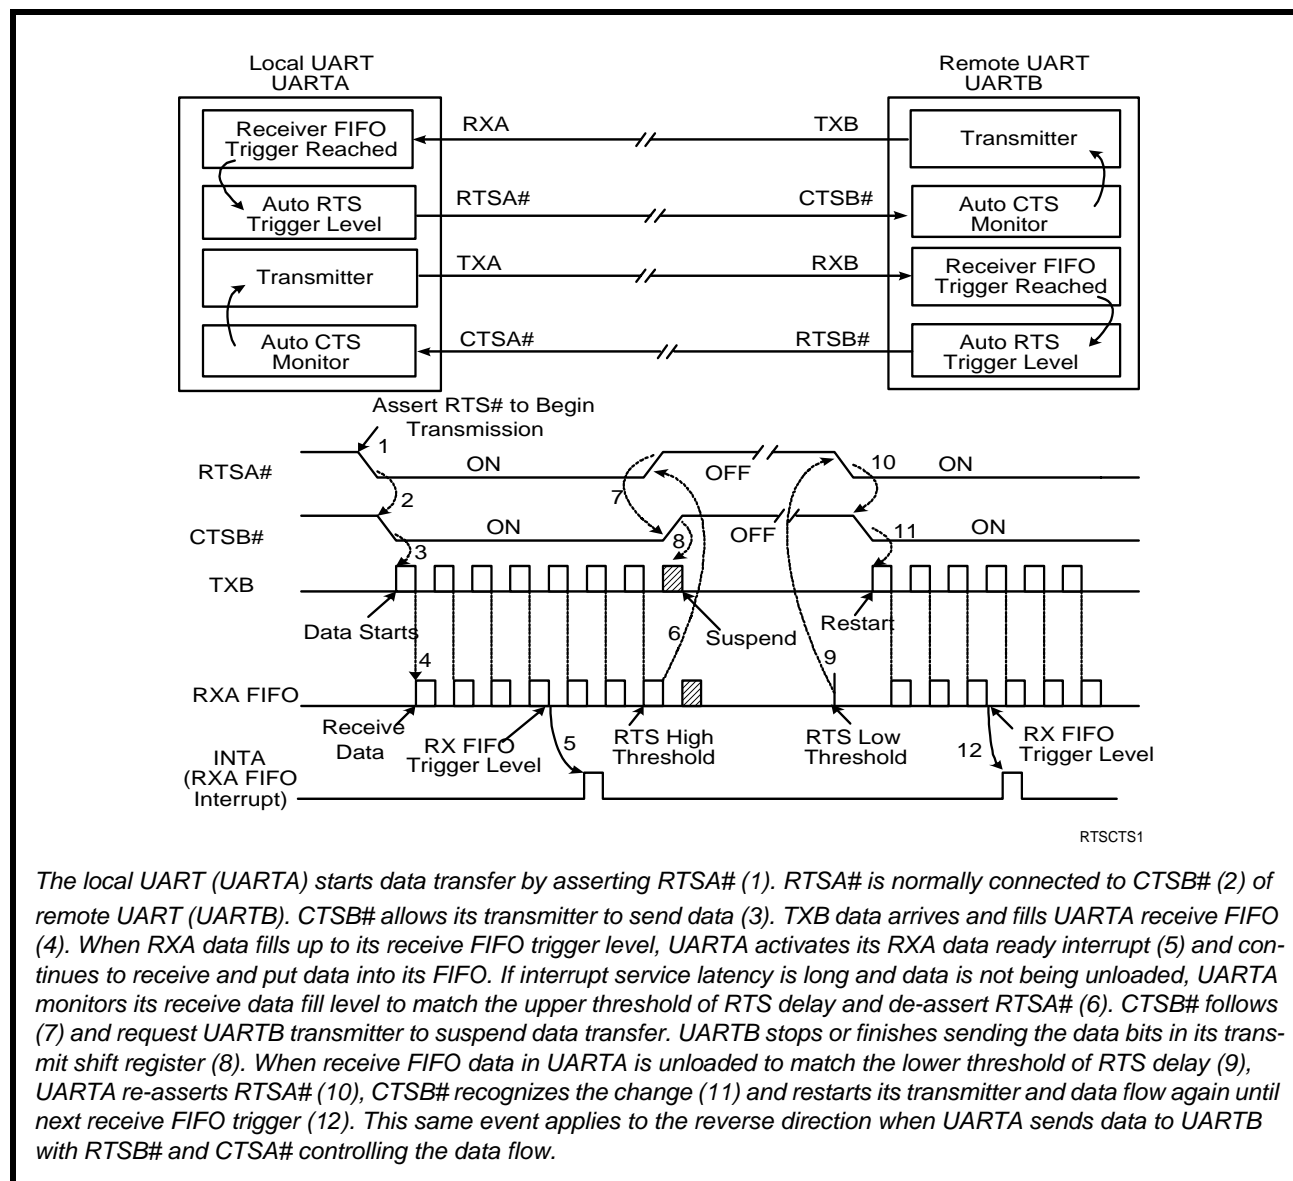 Local UART
UARTA
Remote UART
UARTB
Receiver FIFO
Trigger Reached
RXA
TXB
Transmitter
Auto RTS
Trigger Level
RTSA#
CTSB#
Auto CTS
Monitor
Transmitter
TXA
RXB
Receiver FIFO
Trigger Reached
Auto CTS
Monitor
CTSA#
RTSB#
Auto RTS
Trigger Level
Assert RTS# to Begin
Transmission
1
RTSA#
ON
OFF
10
ON
2
7
CTSB#
ON
3
8
OFF
11
ON
TXB
Data Starts
6
Suspend
Restart
4
9
RXA FIFO
Receive
Data
RX FIFO
Trigger Level
5
RTS High
Threshold
RTS Low
Threshold
12
RX FIFO
Trigger Level
INTA
(RXA FIFO
Interrupt)
RTSCTS1
The local UART (UARTA) starts data transfer by asserting RTSA# (1). RTSA# is normally connected to CTSB# (2) of
remote UART (UARTB). CTSB# allows its transmitter to send data (3). TXB data arrives and fills UARTA receive FIFO
(4). When RXA data fills up to its receive FIFO trigger level, UARTA activates its RXA data ready interrupt (5) and con-
tinues to receive and put data into its FIFO. If interrupt service latency is long and data is not being unloaded, UARTA
monitors its receive data fill level to match the upper threshold of RTS delay and de-assert RTSA# (6). CTSB# follows
(7) and request UARTB transmitter to suspend data transfer. UARTB stops or finishes sending the data bits in its trans-
mit shift register (8). When receive FIFO data in UARTA is unloaded to match the lower threshold of RTS delay (9),
UARTA re-asserts RTSA# (10), CTSB# recognizes the change (11) and restarts its transmitter and data flow again until
next receive FIFO trigger (12). This same event applies to the reverse direction when UARTA sends data to UARTB
with RTSB# and CTSA# controlling the data flow.